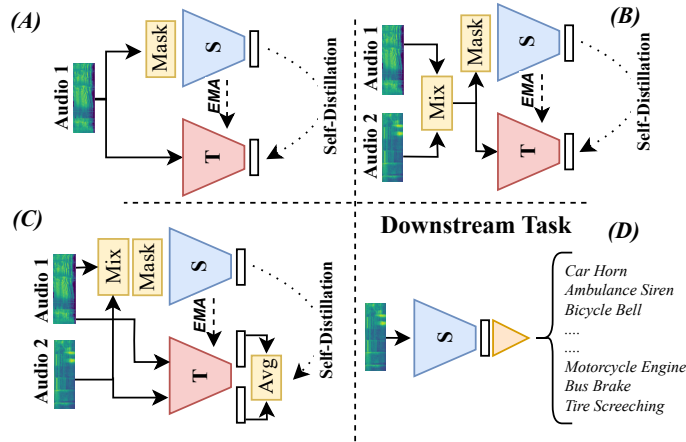 (A)
Audio 1
Mask
S
EMA
T
Self-Distillation
(B)
Audio 1
Audio 2
Mix
Mask
S
EMA
T
Self-Distillation
(C)
Audio 1
Audio 2
Mix
Mask
S
EMA
T
Avg
Self-Distillation
Downstream Task
(D)
S
Car Horn
Ambulance Siren
Bicycle Bell
....
....
Motorcycle Engine
Bus Brake
Tire Screeching